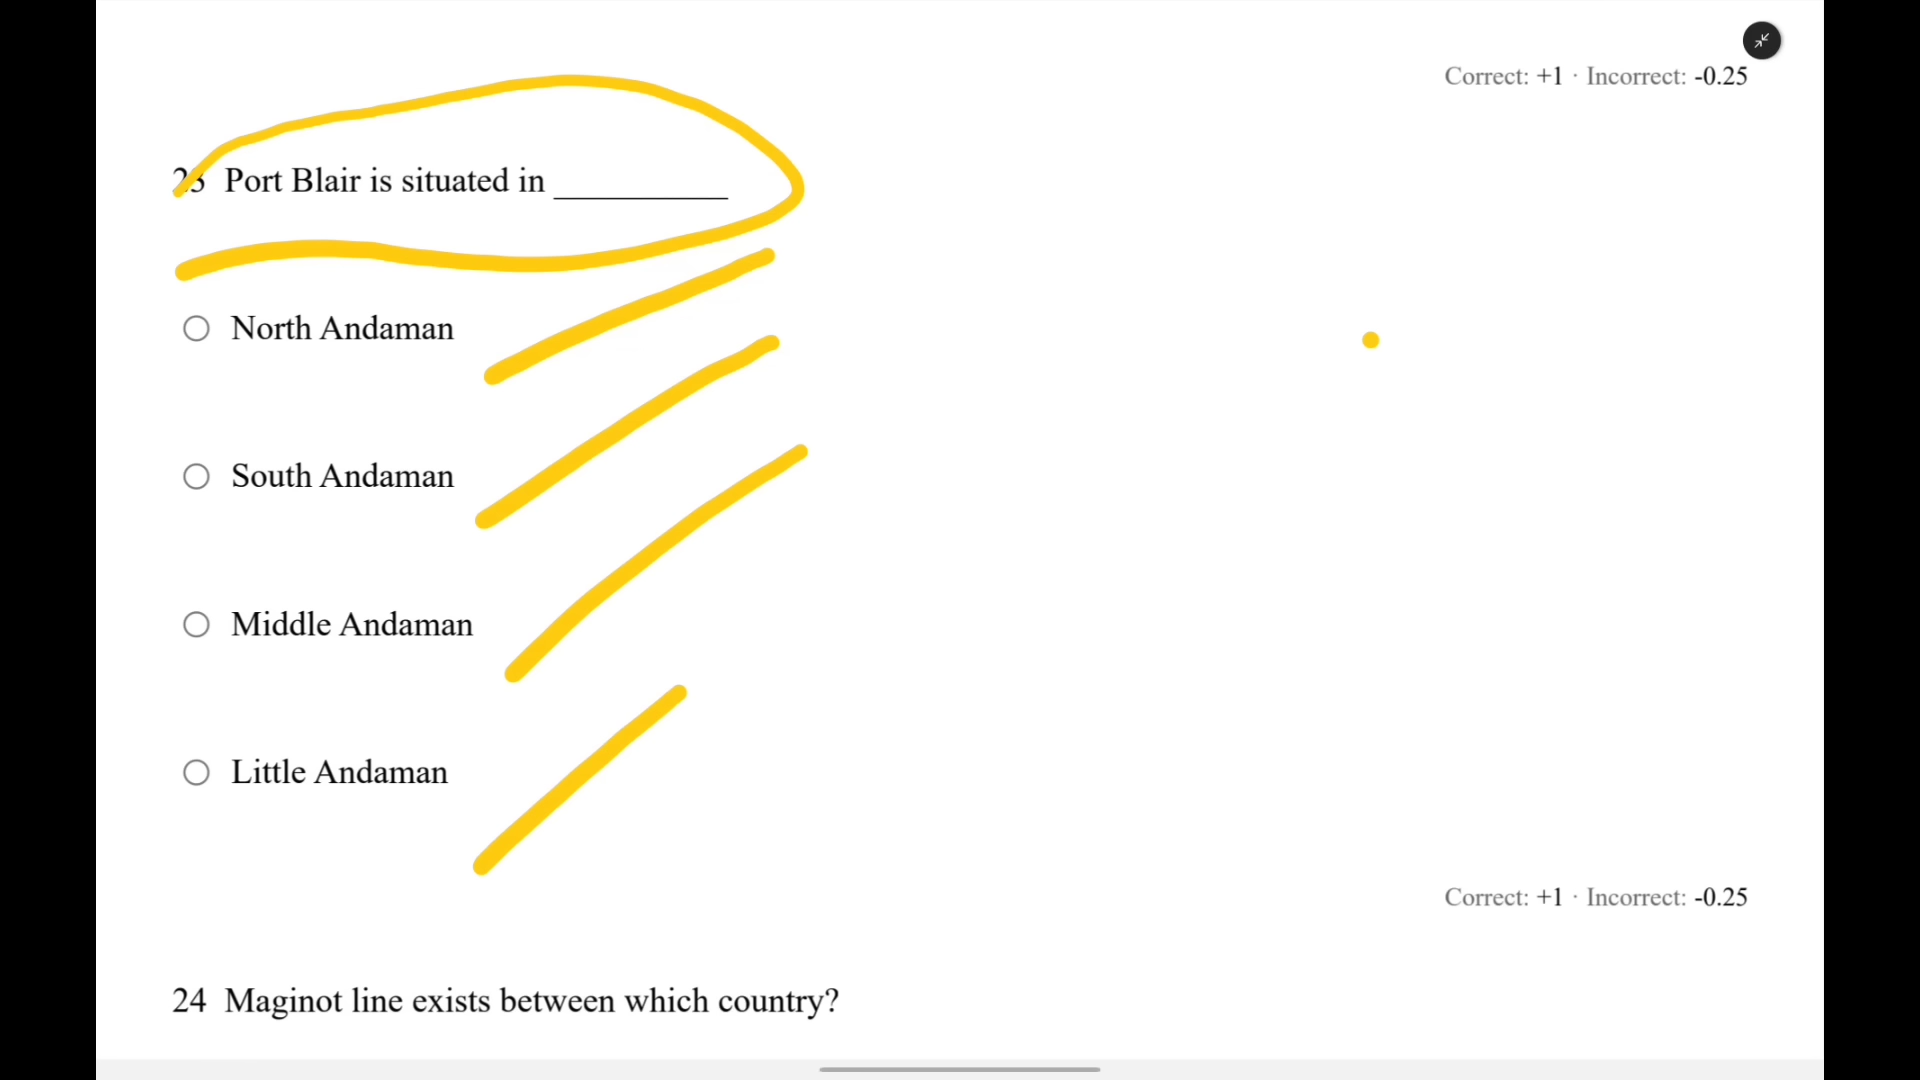 Correct: +1 · Incorrect: -0.25
23 Port Blair is situated in __________
North Andaman
South Andaman
Middle Andaman
Little Andaman
Correct: +1 · Incorrect: -0.25
24 Maginot line exists between which country?